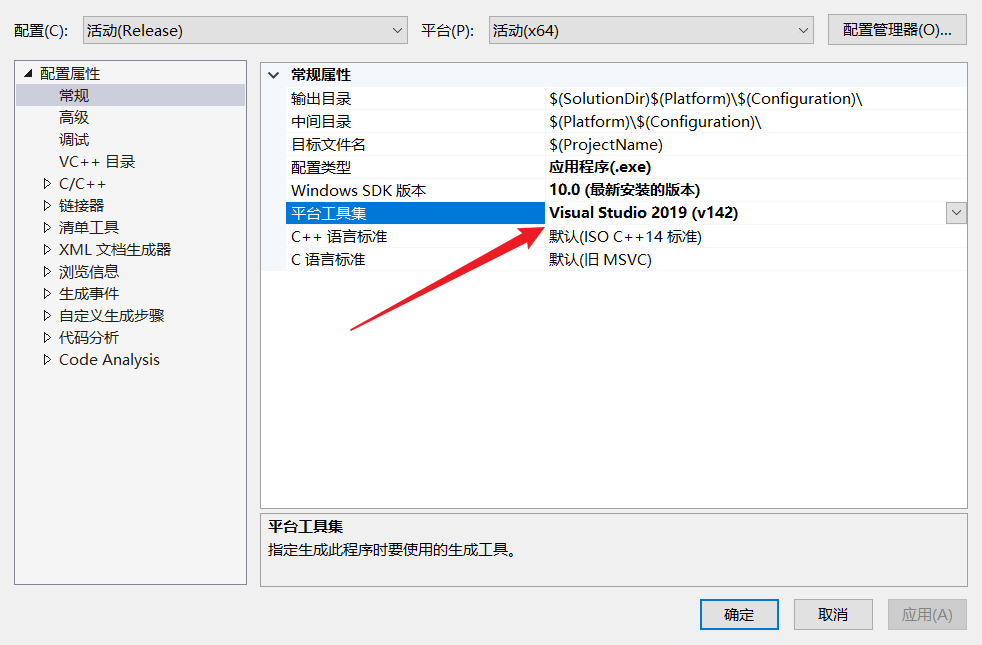 配置(C): 活动(Release) 平台(P): 活动(x64) 配置管理器(O)...
配置属性
常规
高级
调试
VC++ 目录
C/C++
链接器
清单工具
XML 文档生成器
浏览信息
生成事件
自定义生成步骤
代码分析
Code Analysis
常规属性
输出目录 $(SolutionDir)$(Platform)\$(Configuration)\
中间目录 $(Platform)\$(Configuration)\
目标文件名 $(ProjectName)
配置类型 应用程序(.exe)
Windows SDK 版本 10.0 (最新安装的版本)
平台工具集 Visual Studio 2019 (v142)
C++ 语言标准 默认(ISO C++14 标准)
C 语言标准 默认(旧 MSVC)
平台工具集
指定生成此程序时要使用的生成工具。
确定 取消 应用(A)